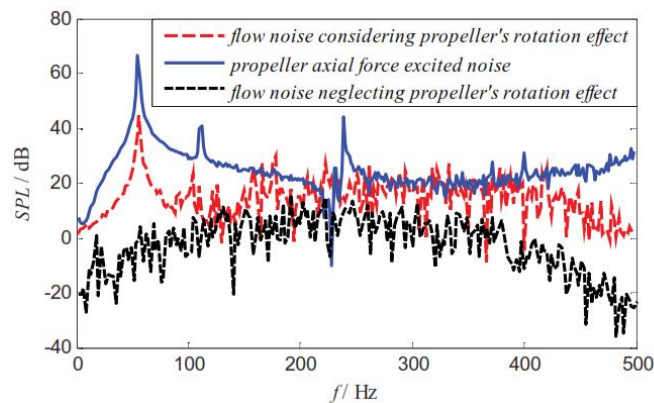 80
60
40
20
0
-20
-40
SPL / dB
flow noise considering propeller's rotation effect
propeller axial force excited noise
flow noise neglecting propeller's rotation effect
0 100 200 300 400 500
f / Hz